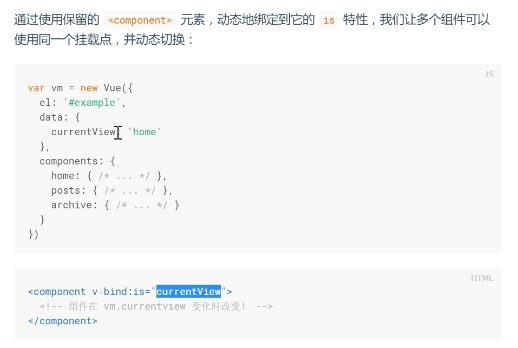 通过使用保留的 <component> 元素，动态地绑定到它的 is 特性，我们让多个组件可以
使用同一个挂载点，并动态切换：
JS
var vm = new Vue({
  el: '#example',
  data: {
    currentView: 'home'
  },
  components: {
    home: { /* ... */ },
    posts: { /* ... */ },
    archive: { /* ... */ }
  }
})
HTML
<component v-bind:is="currentView">
  <!-- 组件在 vm.currentview 变化时改变！ -->
</component>